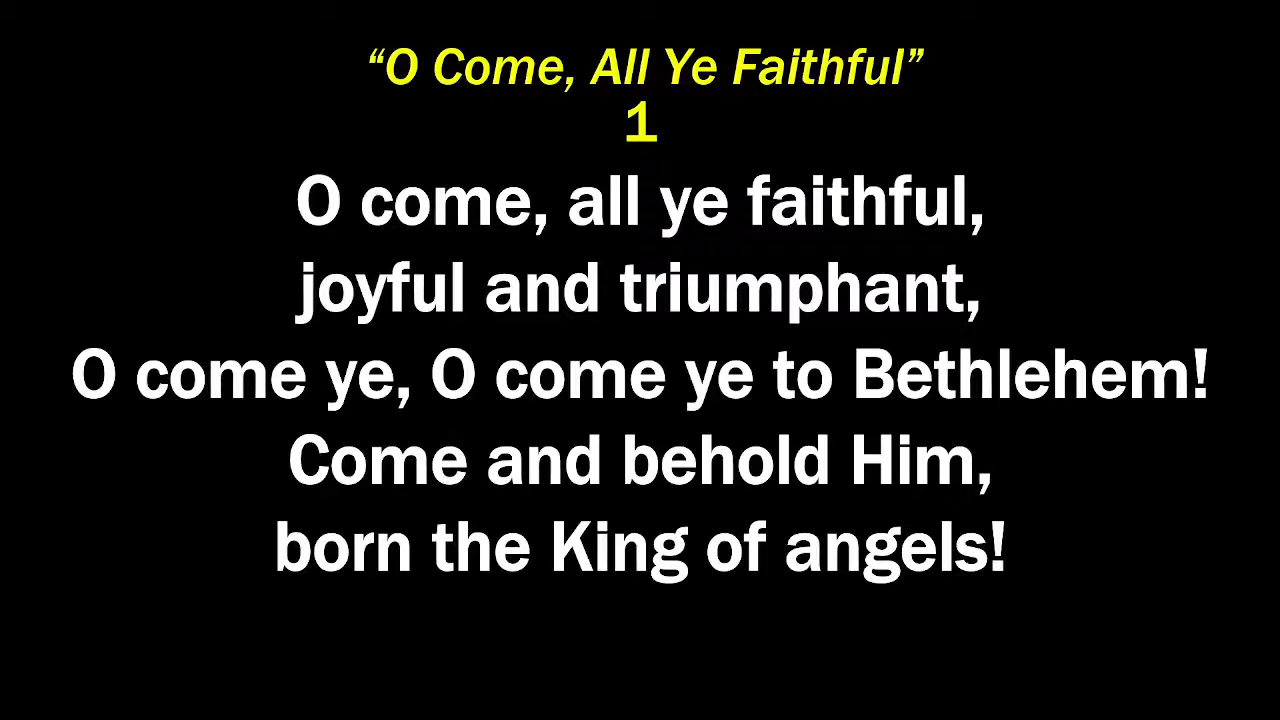 “O Come, All Ye Faithful”
1
O come, all ye faithful,
joyful and triumphant,
O come ye, O come ye to Bethlehem!
Come and behold Him,
born the King of angels!